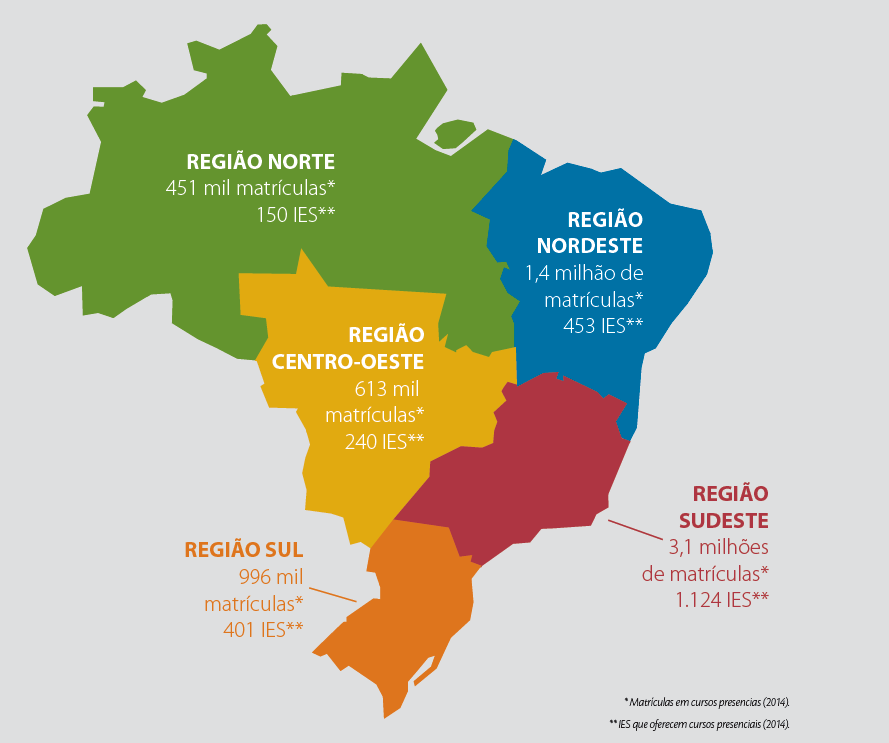 REGIÃO NORTE
451 mil matrículas*
150 IES**
REGIÃO
NORDESTE
1,4 milhão de
matrículas*
453 IES**
REGIÃO
CENTRO-OESTE
613 mil
matrículas*
240 IES**
REGIÃO
SUDESTE
3,1 milhões
de matrículas*
1.124 IES**
REGIÃO SUL
996 mil
matrículas*
401 IES**
* Matrículas em cursos presencias (2014).
** IES que oferecem cursos presenciais (2014).